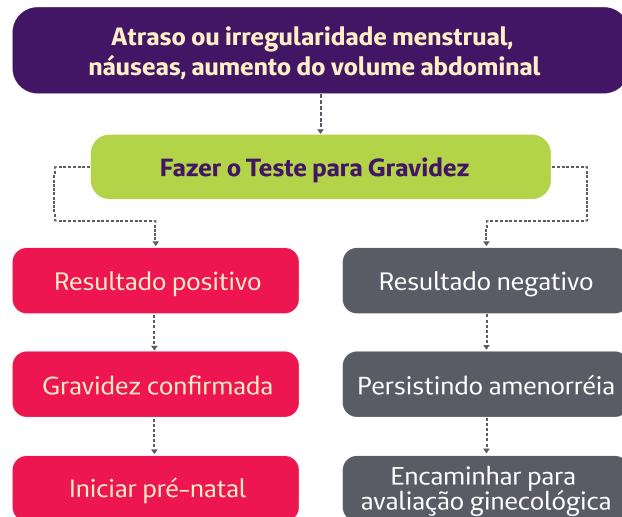 Atraso ou irregularidade menstrual,
náuseas, aumento do volume abdominal
Fazer o Teste para Gravidez
Resultado positivo
Resultado negativo
Gravidez confirmada
Persistindo amenorréia
Iniciar pré-natal
Encaminhar para
avaliação ginecológica